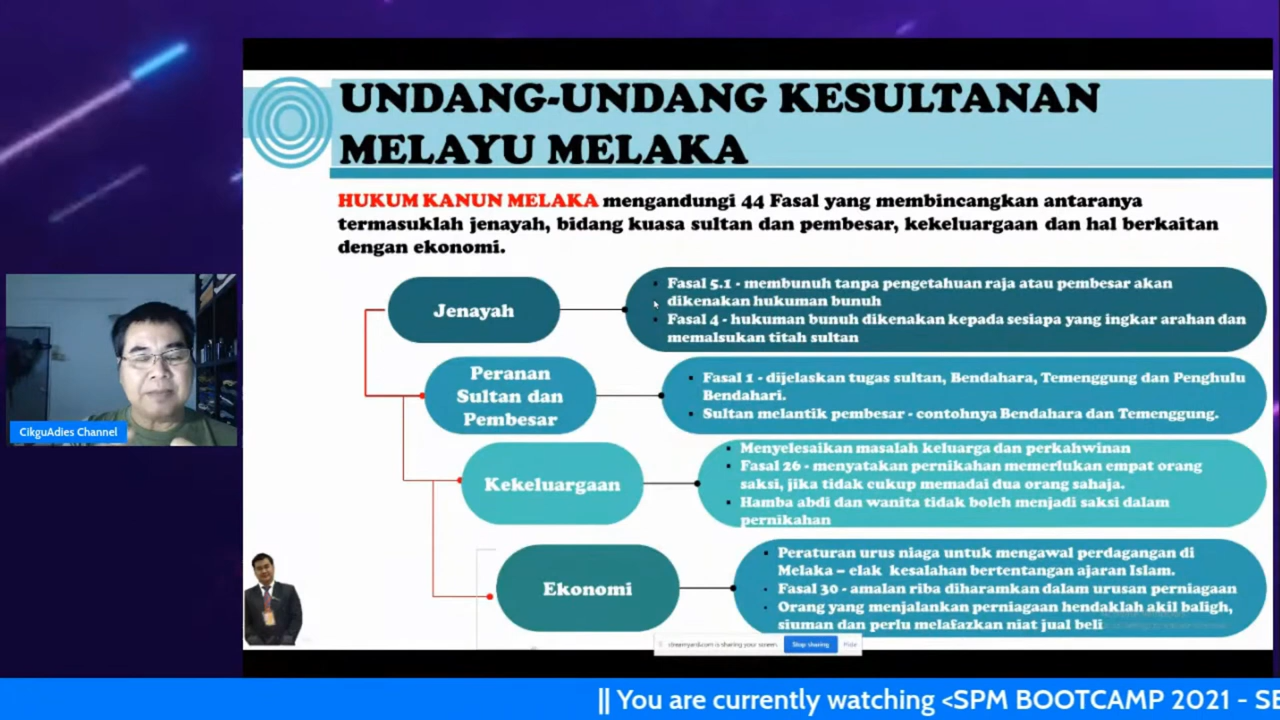 UNDANG-UNDANG KESULTANAN
MELAYU MELAKA
HUKUM KANUN MELAKA mengandungi 44 Fasal yang membincangkan antaranya
termasuklah jenayah, bidang kuasa sultan dan pembesar, kekeluargaan dan hal berkaitan
dengan ekonomi.
Jenayah
Fasal 5.1 - membunuh tanpa pengetahuan raja atau pembesar akan
dikenakan hukuman bunuh
Fasal 4 - hukuman bunuh dikenakan kepada sesiapa yang ingkar arahan dan
memalsukan titah sultan
Peranan
Sultan dan
Pembesar
Fasal 1 - dijelaskan tugas sultan, Bendahara, Temenggung dan Penghulu
Bendahari.
Sultan melantik pembesar - contohnya Bendahara dan Temenggung.
Kekeluargaan
Menyelesaikan masalah keluarga dan perkahwinan
Fasal 26 - menyatakan pernikahan memerlukan empat orang
saksi, jika tidak cukup memadai dua orang sahaja.
Hamba abdi dan wanita tidak boleh menjadi saksi dalam
pernikahan
Ekonomi
Peraturan urus niaga untuk mengawal perdagangan di
Melaka – elak kesalahan bertentangan ajaran Islam.
Fasal 30 - amalan riba diharamkan dalam urusan perniagaan
Orang yang menjalankan perniagaan hendaklah akil baligh,
siuman dan perlu melafazkan niat jual beli
CikguAdies Channel
streamyard.com is sharing your screen. Stop sharing Hide
|| You are currently watching <SPM BOOTCAMP 2021 - SE